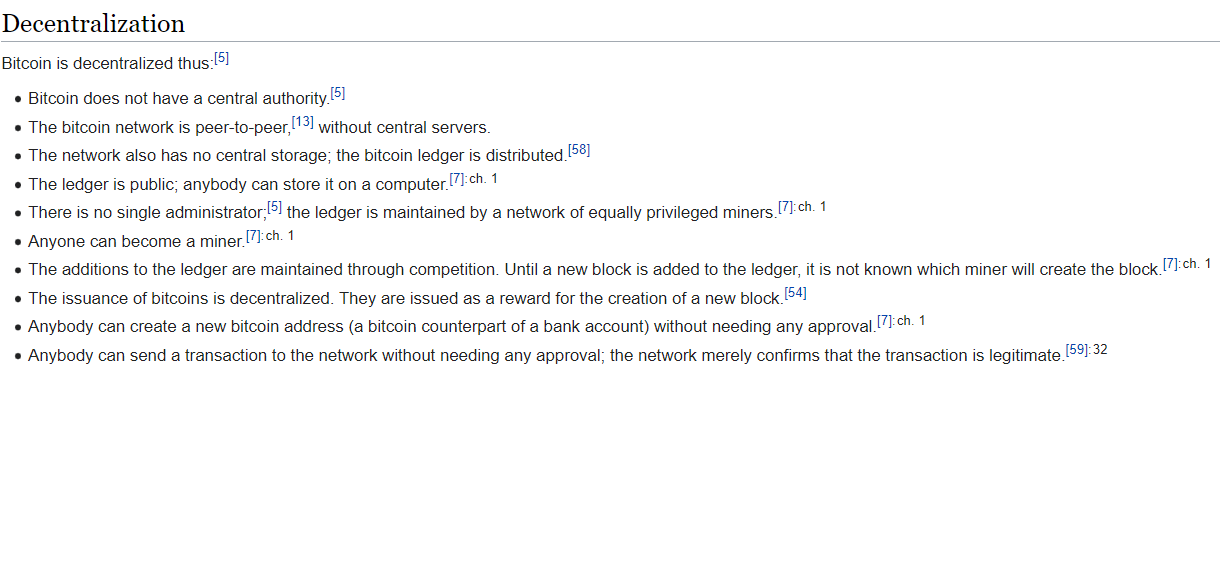 Decentralization
Bitcoin is decentralized thus:[5]
• Bitcoin does not have a central authority.[5]
• The bitcoin network is peer-to-peer,[13] without central servers.
• The network also has no central storage; the bitcoin ledger is distributed.[58]
• The ledger is public; anybody can store it on a computer.[7]:ch. 1
• There is no single administrator;[5] the ledger is maintained by a network of equally privileged miners.[7]:ch. 1
• Anyone can become a miner.[7]:ch. 1
• The additions to the ledger are maintained through competition. Until a new block is added to the ledger, it is not known which miner will create the block.[7]:ch. 1
• The issuance of bitcoins is decentralized. They are issued as a reward for the creation of a new block.[54]
• Anybody can create a new bitcoin address (a bitcoin counterpart of a bank account) without needing any approval.[7]:ch. 1
• Anybody can send a transaction to the network without needing any approval; the network merely confirms that the transaction is legitimate.[59]:32